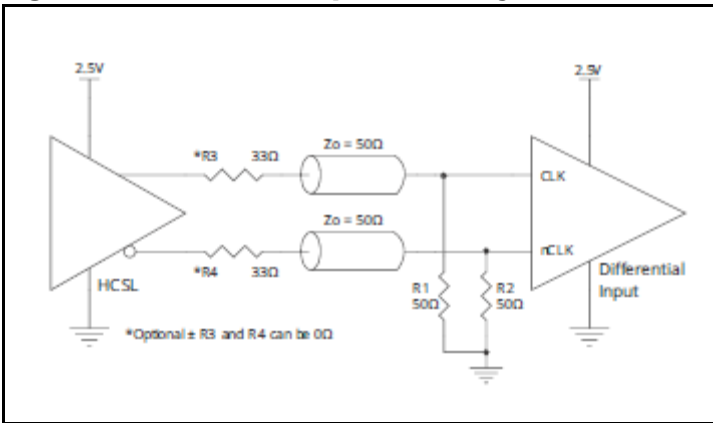 2.5V
2.5V
*R3 33Ω
Zo = 50Ω
CLK
Zo = 50Ω
nCLK
*R4 33Ω
HCSL
R1
50Ω
R2
50Ω
Differential
Input
*Optional ± R3 and R4 can be 0Ω